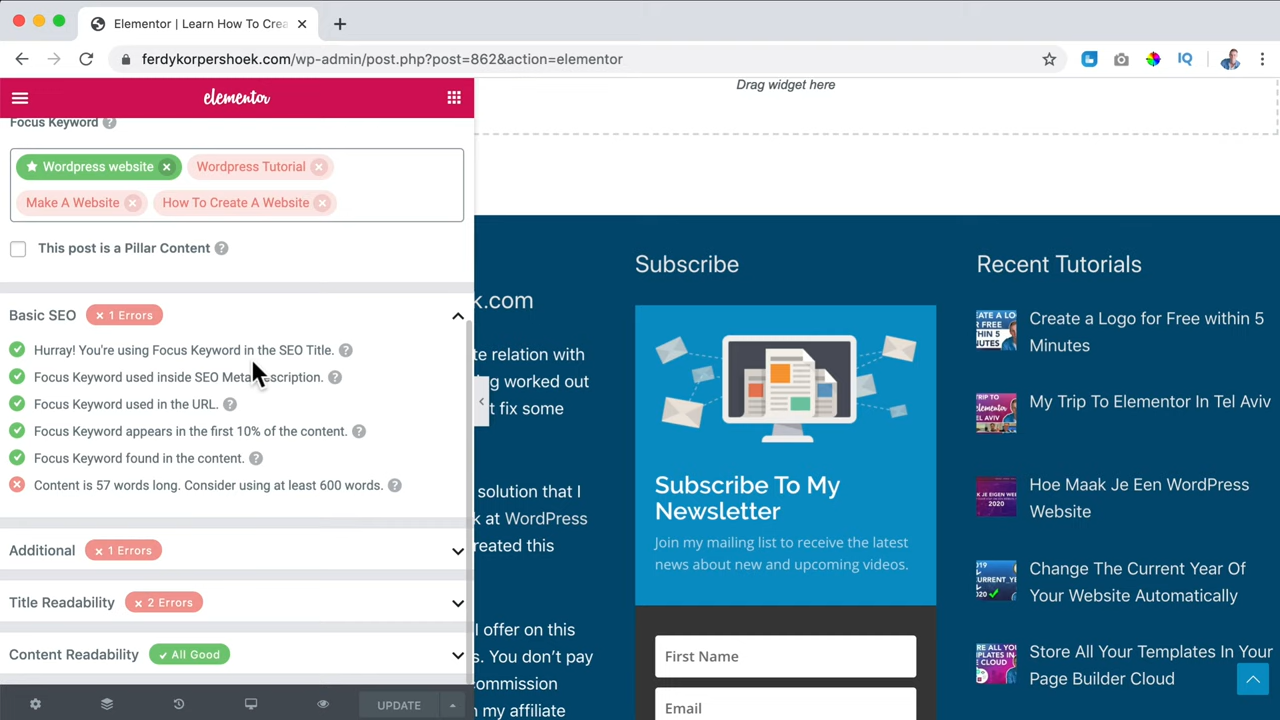 Elementor | Learn How To Crea
ferdykorpershoek.com/wp-admin/post.php?post=862&action=elementor
IQ
elementor
Focus Keyword ?
Wordpress website
Wordpress Tutorial
Make A Website
How To Create A Website
This post is a Pillar Content ?
Basic SEO
1 Errors
Hurray! You're using Focus Keyword in the SEO Title. ?
Focus Keyword used inside SEO Meta scription. ?
Focus Keyword used in the URL. ?
Focus Keyword appears in the first 10% of the content. ?
Focus Keyword found in the content. ?
Content is 57 words long. Consider using at least 600 words. ?
Additional
1 Errors
Title Readability
2 Errors
Content Readability
All Good
UPDATE
Drag widget here
k.com
te relation with
g worked out
t fix some
solution that I
k at WordPress
reated this
I offer on this
s. You don't pay
commission
n my affiliate
Subscribe
Subscribe To My
Newsletter
Join my mailing list to receive the latest
news about new and upcoming videos.
First Name
Email
Recent Tutorials
Create a Logo for Free within 5
Minutes
My Trip To Elementor In Tel Aviv
Hoe Maak Je Een WordPress
Website
Change The Current Year Of
Your Website Automatically
Store All Your Templates In Your
Page Builder Cloud